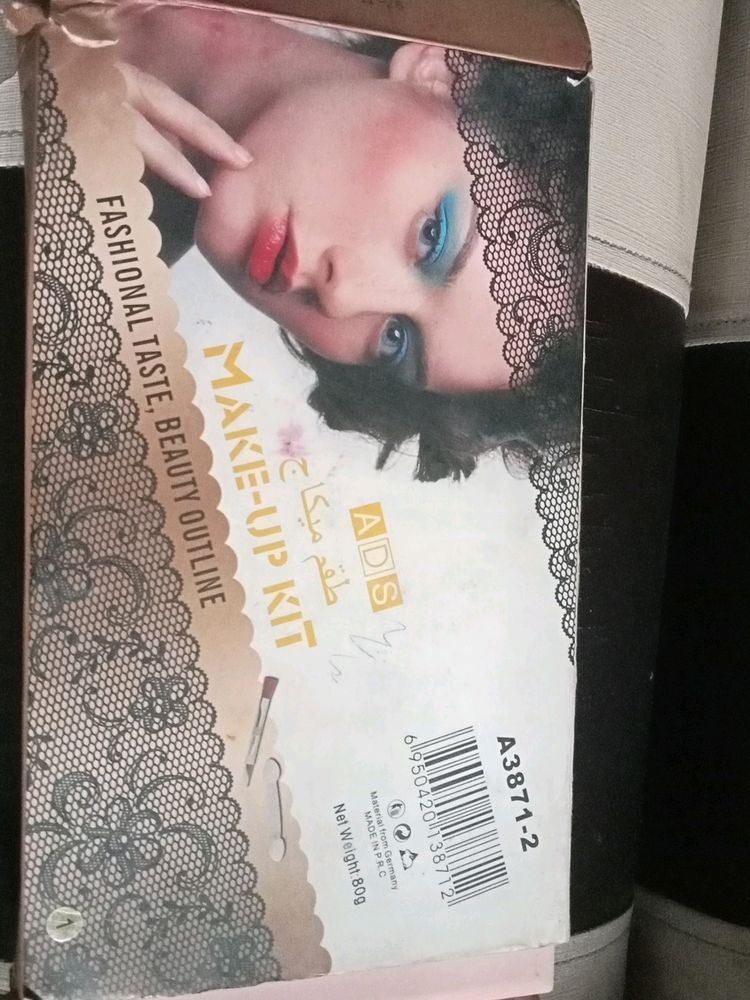 ADS
طقم ميكاج
MAKE-UP KIT
FASHIONAL TASTE, BEAUTY OUTLINE
A3871-2
6950420138712
Material from Germany
MADE IN P.R.C
Net Weight:80g